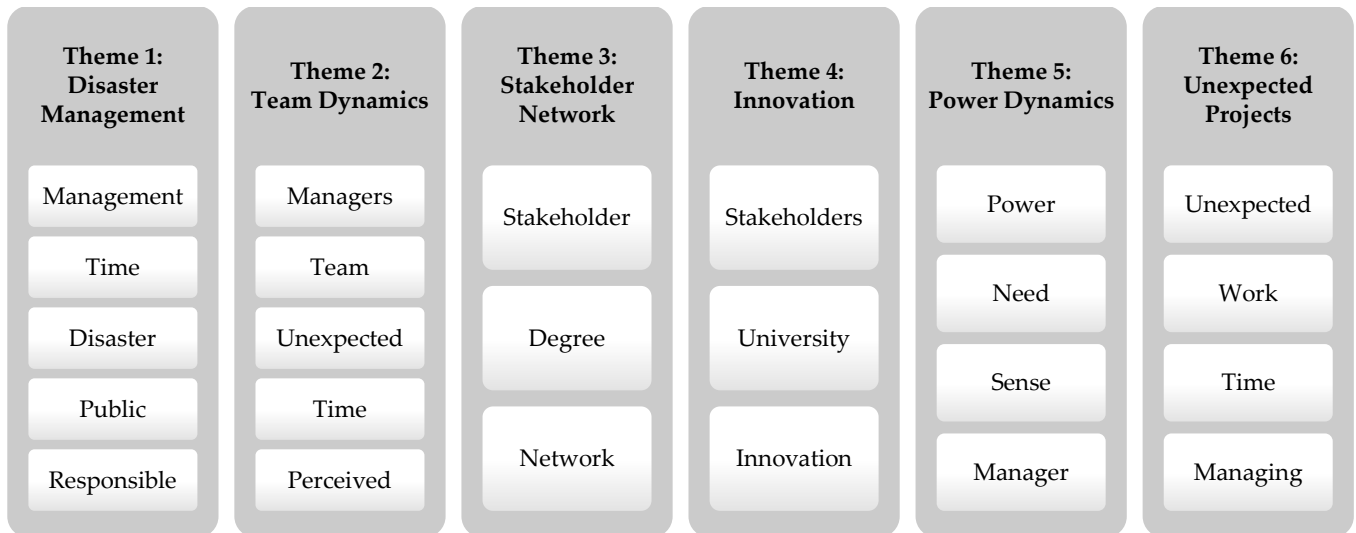 Theme 1:
Disaster
Management
Management
Time
Disaster
Public
Responsible
Theme 2:
Team Dynamics
Managers
Team
Unexpected
Time
Perceived
Theme 3:
Stakeholder
Network
Stakeholder
Degree
Network
Theme 4:
Innovation
Stakeholders
University
Innovation
Theme 5:
Power Dynamics
Power
Need
Sense
Manager
Theme 6:
Unexpected
Projects
Unexpected
Work
Time
Managing